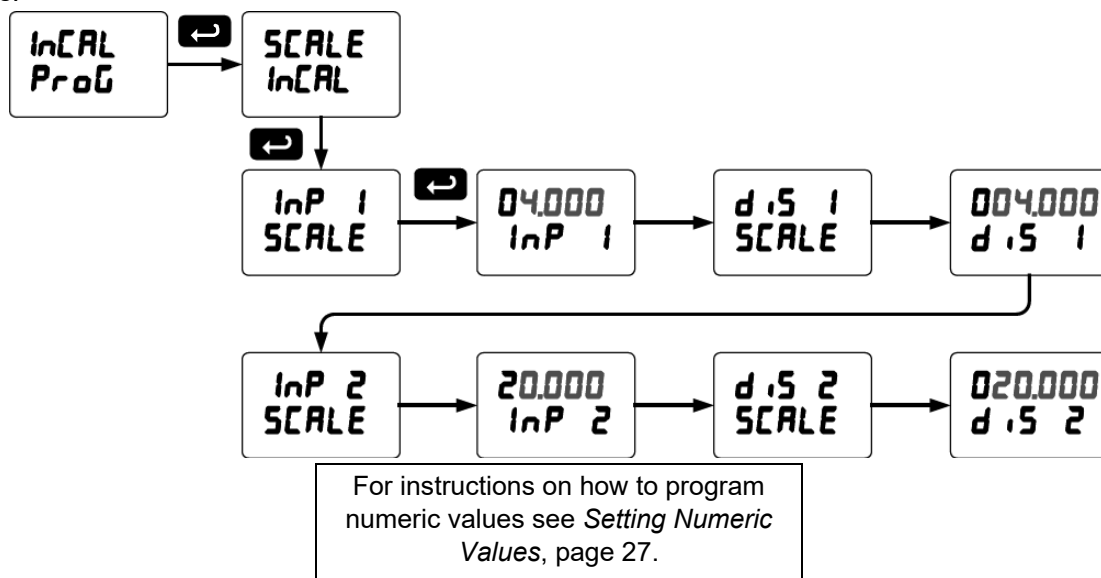 InCAL
ProG
SCALE
InCAL
InP 1
SCALE
04.000
InP 1
diS 1
SCALE
004.000
diS 1
InP 2
SCALE
20.000
InP 2
diS 2
SCALE
020.000
diS 2
For instructions on how to program
numeric values see Setting Numeric
Values, page 27.